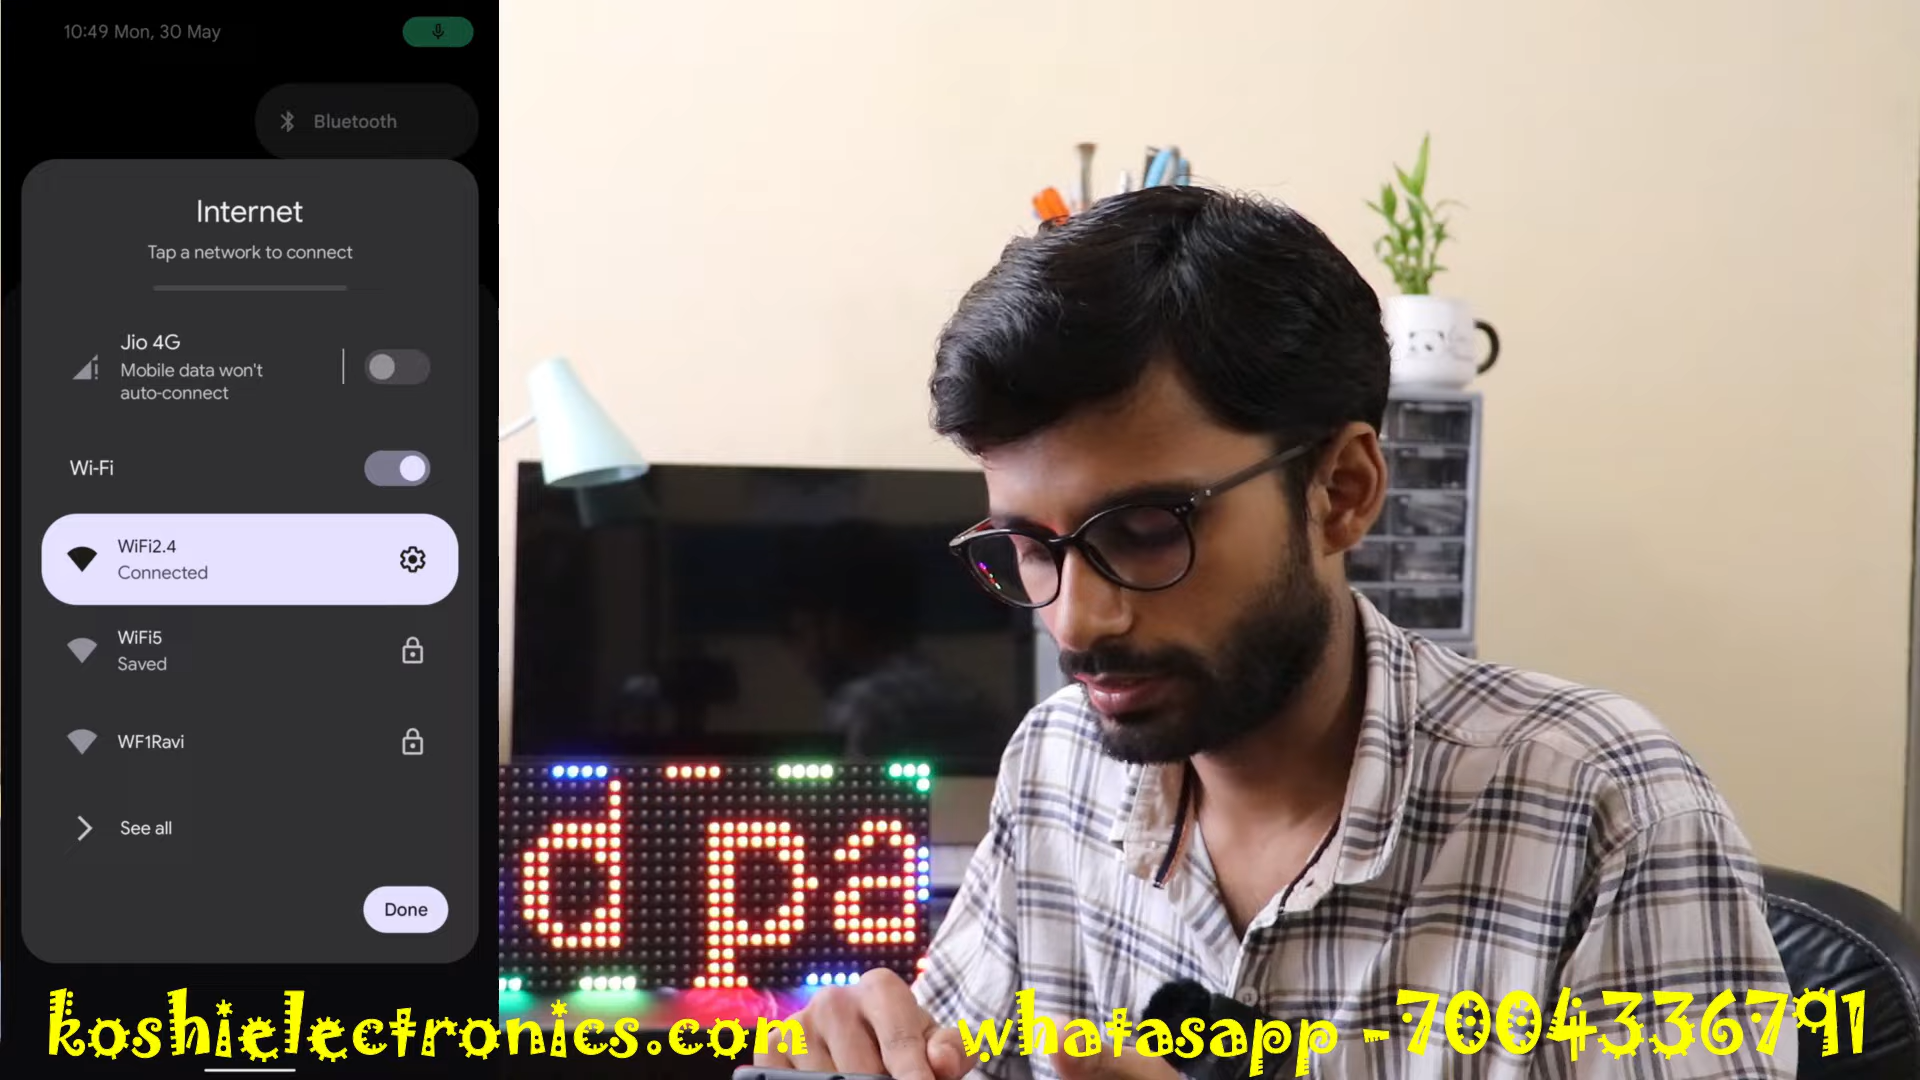 10:49 Mon, 30 May
Bluetooth
Internet
Tap a network to connect
Jio 4G
Mobile data won't
auto-connect
Wi-Fi
WiFi2.4
Connected
WiFi5
Saved
WF1Ravi
See all
Done
d pa
koshielectronics.com whatasapp -7004336791